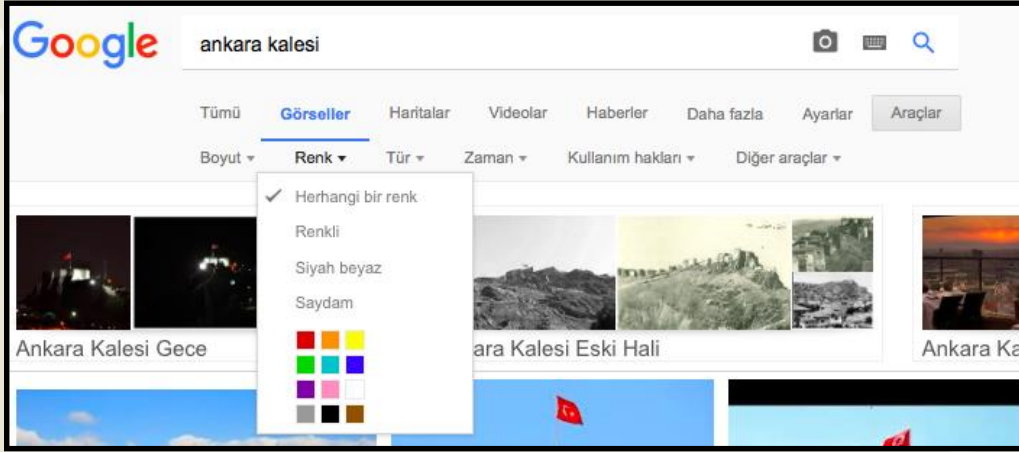 Google ankara kalesi
Tümü Görseller Haritalar Videolar Haberler Daha fazla Ayarlar Araçlar
Boyut Renk Tür Zaman Kullanım hakları Diğer araçlar
Herhangi bir renk
Renkli
Siyah beyaz
Saydam
Ankara Kalesi Gece ara Kalesi Eski Hali Ankara Ka